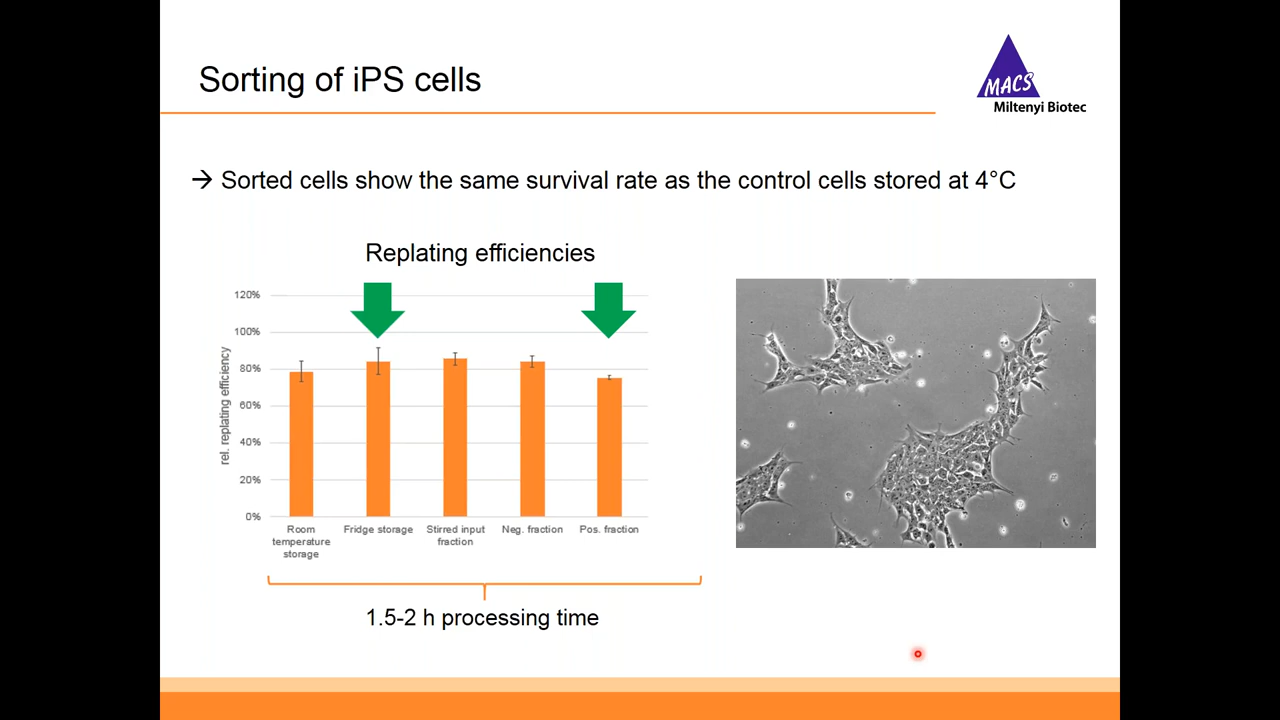 Sorting of iPS cells
MACS
Miltenyi Biotec
→ Sorted cells show the same survival rate as the control cells stored at 4°C
Replating efficiencies
120%
100%
80%
60%
40%
20%
0%
rel. replating efficiency
Room temperature storage
Fridge storage
Stirred input fraction
Neg. fraction
Pos. fraction
1.5-2 h processing time